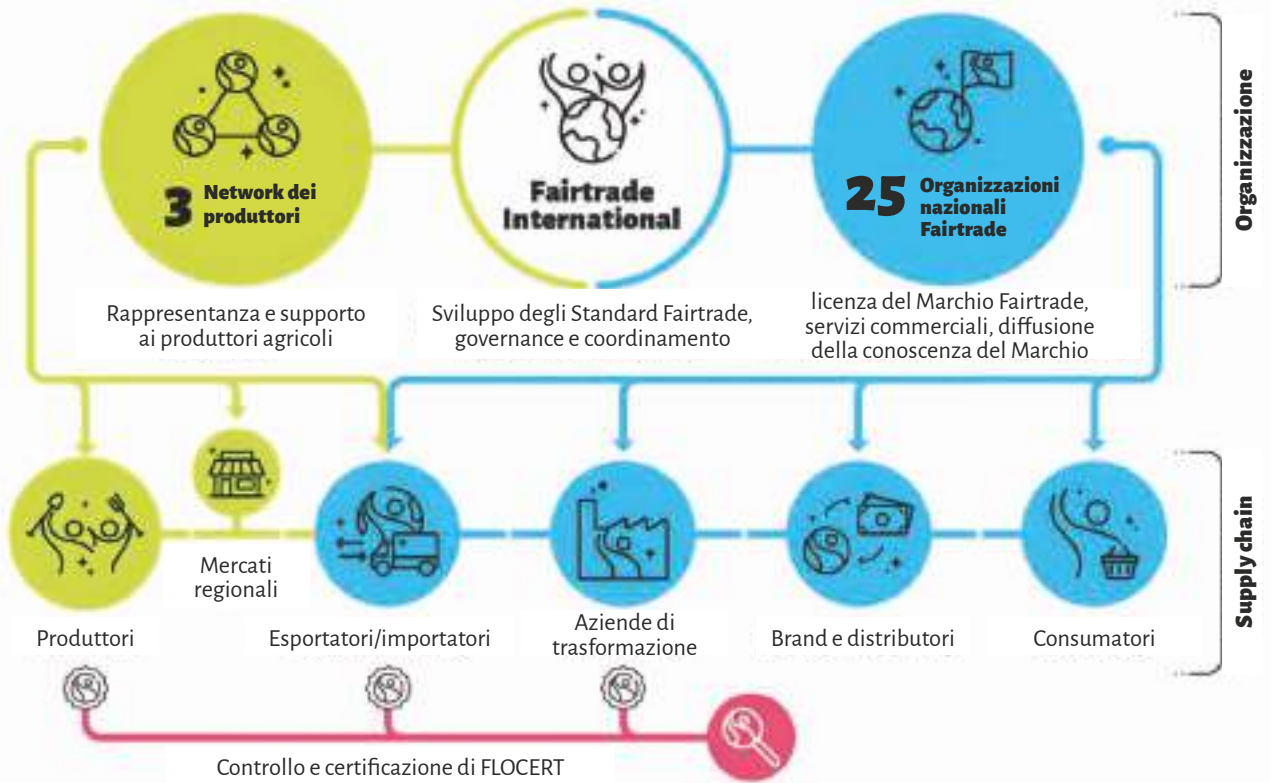 3 Network dei
produttori
Fairtrade
International
25 Organizzazioni
nazionali
Fairtrade
Organizzazione
Rappresentanza e supporto
ai produttori agricoli
Sviluppo degli Standard Fairtrade,
governance e coordinamento
licenza del Marchio Fairtrade,
servizi commerciali, diffusione
della conoscenza del Marchio
Mercati
regionali
Produttori
Esportatori/importatori
Aziende di
trasformazione
Brand e distributori
Consumatori
Supply chain
Controllo e certificazione di FLOCERT